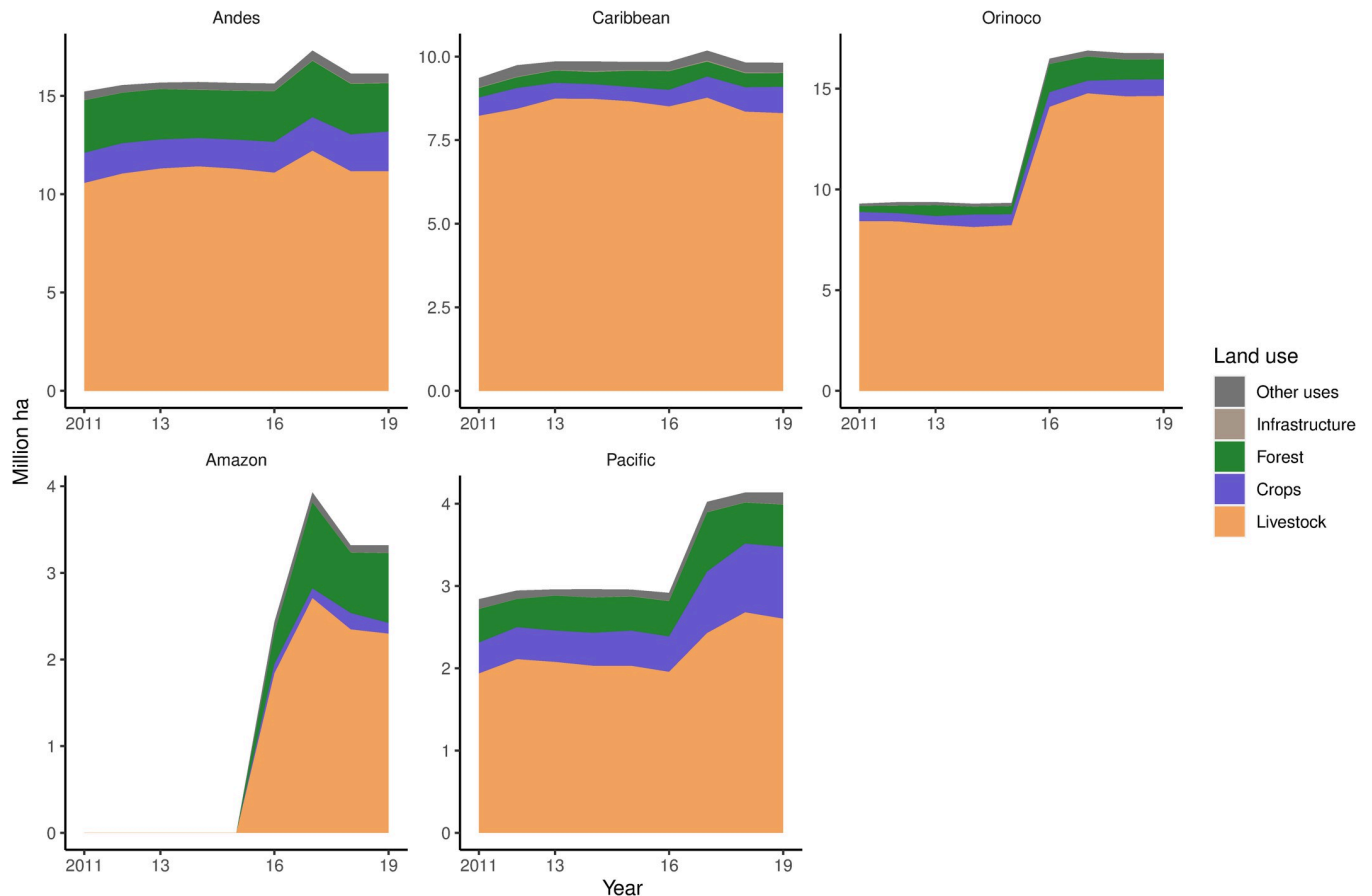 Andes
Caribbean
Orinoco
15
10
5
0
2011 13 16 19
10.0
7.5
5.0
2.5
0.0
2011 13 16 19
15
10
5
0
2011 13 16 19
Amazon
Pacific
4
3
2
1
0
2011 13 16 19
4
3
2
1
0
2011 13 16 19
Million ha
Year
Land use
Other uses
Infrastructure
Forest
Crops
Livestock